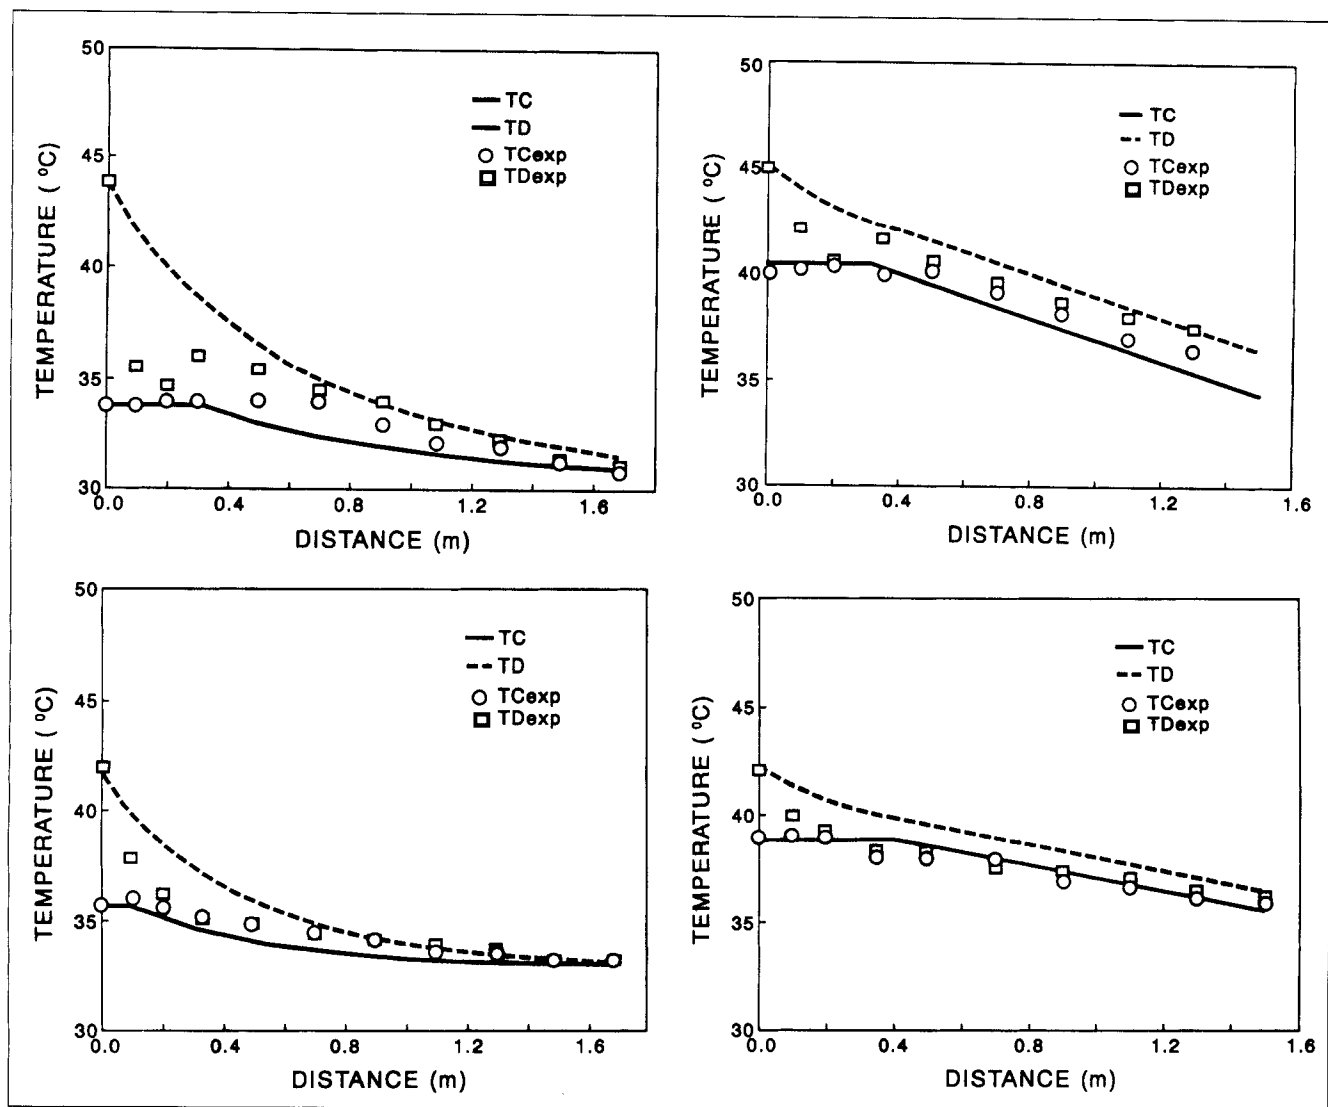 50
45
40
35
30
TEMPERATURE ( ºC)
TC
TD
TCexp
TDexp
0.0 0.4 0.8 1.2 1.6
DISTANCE (m)
50
45
40
35
30
TEMPERATURE ( ºC)
TC
TD
TCexp
TDexp
0.0 0.4 0.8 1.2 1.6
DISTANCE (m)
50
45
40
35
30
TEMPERATURE ( ºC)
TC
TD
TCexp
TDexp
0.0 0.4 0.8 1.2 1.6
DISTANCE (m)
50
45
40
35
30
TEMPERATURE ( ºC)
TC
TD
TCexp
TDexp
0.0 0.4 0.8 1.2 1.6
DISTANCE (m)